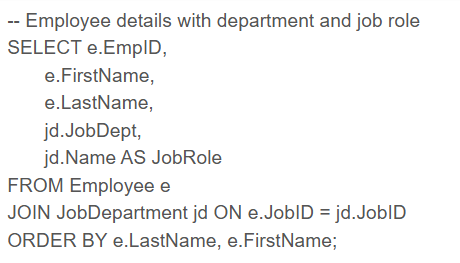 -- Employee details with department and job role
SELECT e.EmpID,
e.FirstName,
e.LastName,
jd.JobDept,
jd.Name AS JobRole
FROM Employee e
JOIN JobDepartment jd ON e.JobID = jd.JobID
ORDER BY e.LastName, e.FirstName;